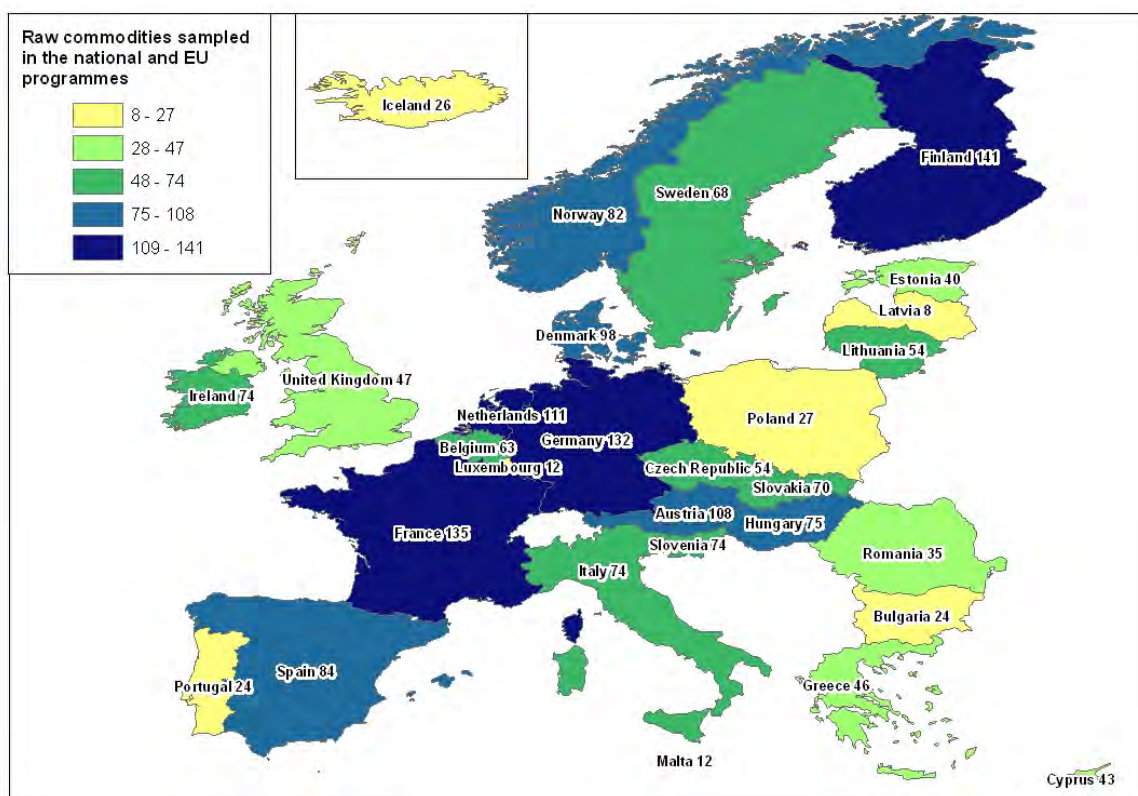 Raw commodities sampled
in the national and EU
programmes
8 - 27
28 - 47
48 - 74
75 - 108
109 - 141
Iceland 26
Finland 141
Sweden 68
Norway 82
Estonia 40
Latvia 8
Denmark 98
Lithuania 54
United Kingdom 47
Ireland 74
Netherlands 111
Poland 27
Germany 132
Belgium 63
Luxembourg 12
Czech Republic 54
Slovakia 70
Austria 108
Hungary 75
France 135
Slovenia 74
Romania 35
Italy 74
Bulgaria 24
Spain 84
Portugal 24
Greece 46
Malta 12
Cyprus 43